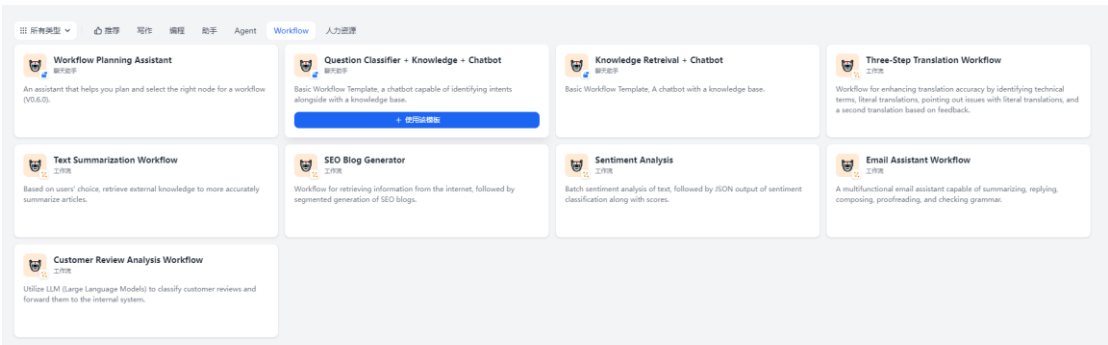 所有类型 推荐 写作 编程 助手 Agent Workflow 人力资源
Workflow Planning Assistant
聊天助手
An assistant that helps you plan and select the right node for a workflow
(V0.6.0).
Question Classifier + Knowledge + Chatbot
聊天助手
Basic Workflow Template, a chatbot capable of identifying intents
alongside with a knowledge base.
+ 使用该模板
Knowledge Retreival + Chatbot
聊天助手
Basic Workflow Template, A chatbot with a knowledge base.
Three-Step Translation Workflow
工作流
Workflow for enhancing translation accuracy by identifying technical
terms, literal translations, pointing out issues with literal translations, and
a second translation based on feedback.
Text Summarization Workflow
工作流
Based on users' choice, retrieve external knowledge to more accurately
summarize articles.
SEO Blog Generator
工作流
Workflow for retrieving information from the internet, followed by
segmented generation of SEO blogs.
Sentiment Analysis
工作流
Batch sentiment analysis of text, followed by JSON output of sentiment
classification along with scores.
Email Assistant Workflow
工作流
A multifunctional email assistant capable of summarizing, replying,
composing, proofreading, and checking grammar.
Customer Review Analysis Workflow
工作流
Utilize LLM (Large Language Models) to classify customer reviews and
forward them to the internal system.